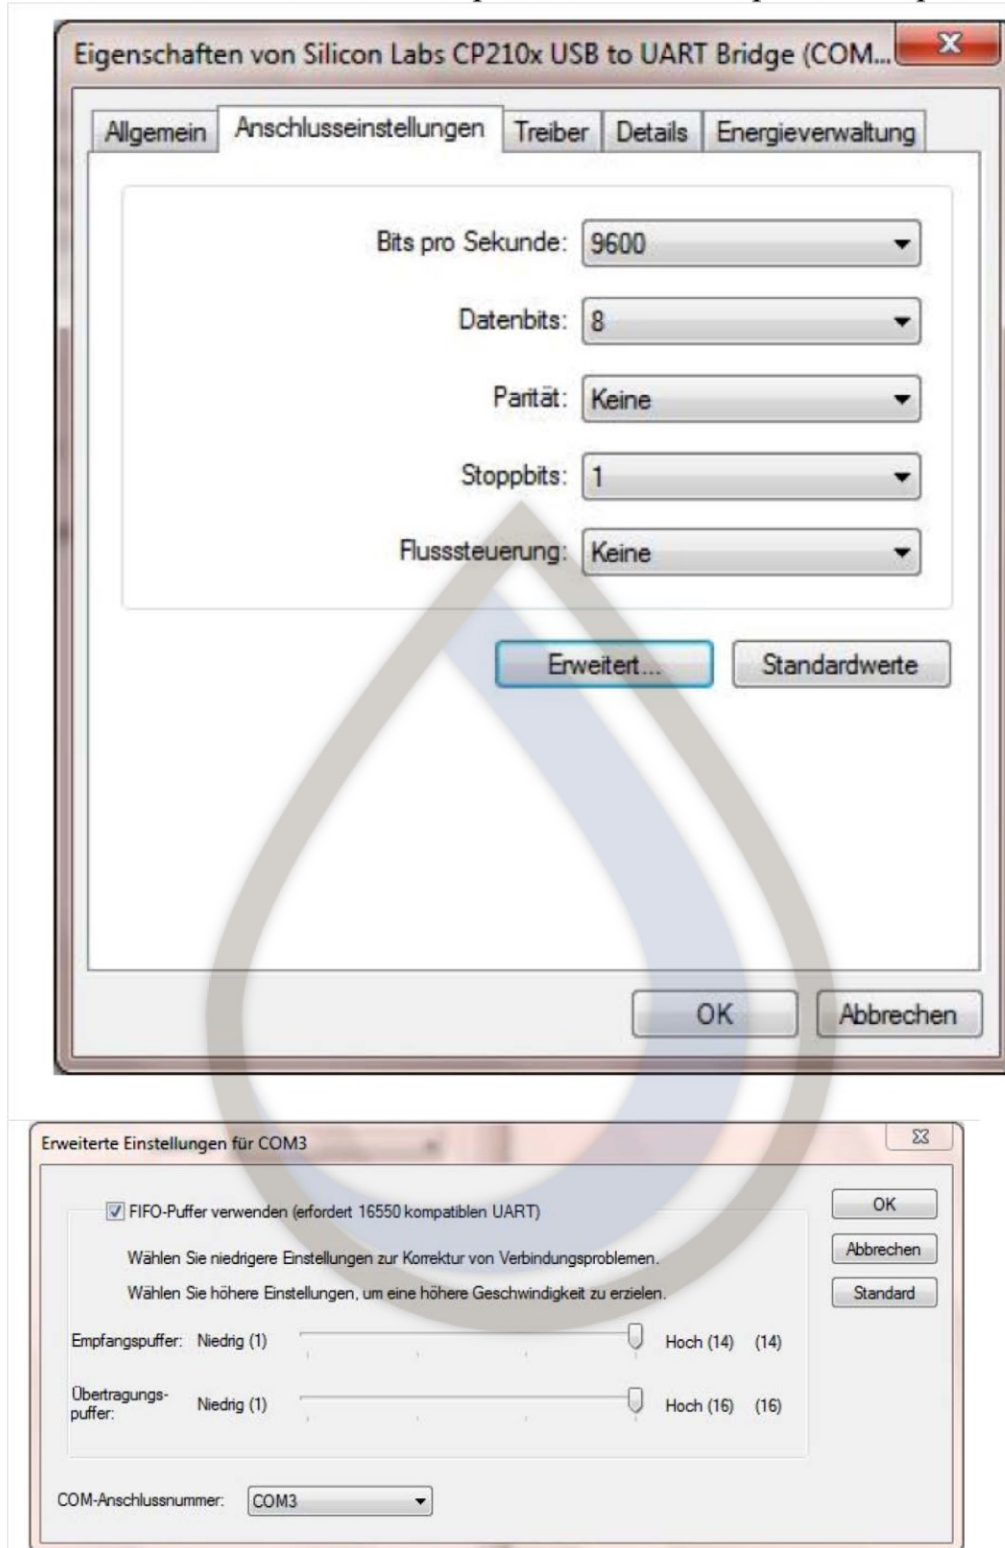 Eigenschaften von Silicon Labs CP210x USB to UART Bridge (COM...
Allgemein Anschlusseinstellungen Treiber Details Energieverwaltung
Bits pro Sekunde: 9600
Datenbits: 8
Parität: Keine
Stoppbits: 1
Flusssteuerung: Keine
Erweitert... Standardwerte
OK Abbrechen
Erweiterte Einstellungen für COM3
FIFO-Puffer verwenden (erfordert 16550 kompatiblen UART) OK
Wählen Sie niedrigere Einstellungen zur Korrektur von Verbindungsproblemen. Abbrechen
Wählen Sie höhere Einstellungen, um eine höhere Geschwindigkeit zu erzielen. Standard
Empfangspuffer: Niedrig (1) Hoch (14) (14)
Übertragungs-
puffer: Niedrig (1) Hoch (16) (16)
COM-Anschlussnummer: COM3